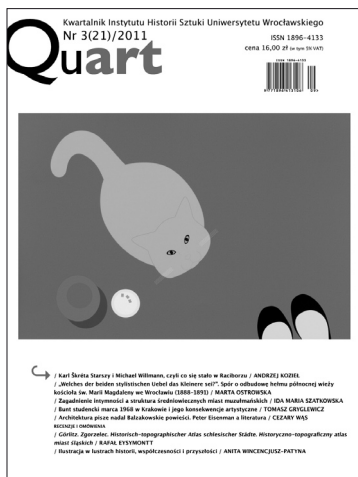 Kwartalnik Instytutu Historii Sztuki Uniwersytetu Wrocławskiego
Nr 3(21)/2011
ISSN 1896-4133
cena 16,00 zł (w tym 5% VAT)
Quart
/ Karl Škréta Starszy i Michael Willmann, czyli co się stało w Raciborzu / ANDRZEJ KOZIEŁ
/ „Welches der beiden stylistischen Uebel das Kleinere sei?”. Spór o odbudowę hełmu północnej wieży
kościoła św. Marii Magdaleny we Wrocławiu (1888–1891) / MARTA OSTROWSKA
/ Zagadnienie intymności a struktura średniowiecznych miast muzułmańskich / IDA MARIA SZATKOWSKA
/ Bunt studencki marca 1968 w Krakowie i jego konsekwencje artystyczne / TOMASZ GRYGLEWICZ
/ Architektura pisze nadal Balzakowskie powieści. Peter Eisenman a literatura / CEZARY WĄS
RECENZJE I OMÓWIENIA
/ Görlitz. Zgorzelec. Historisch-topographischer Atlas schlesischer Städte. Historyczno-topograficzny atlas
miast śląskich / RAFAŁ EYSYMONTT
/ Ilustracja w lustrach historii, współczesności i przyszłości / ANITA WINCENCJUSZ-PATYNA